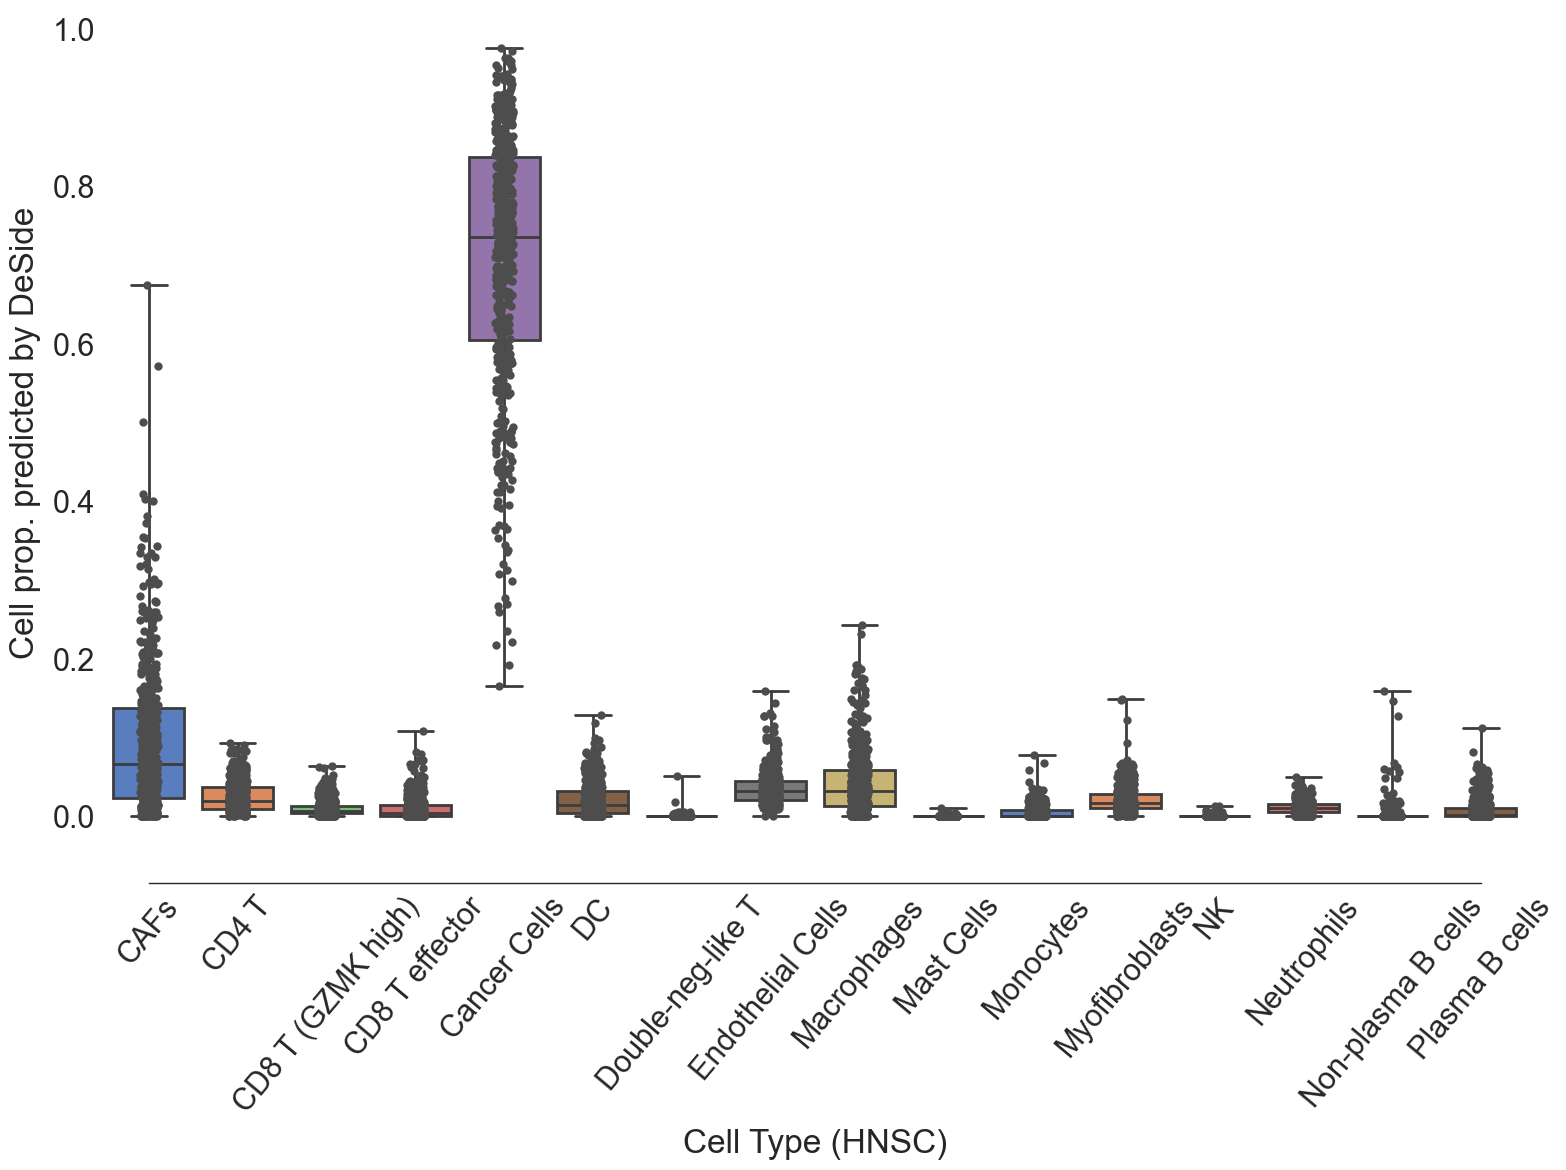 1.0
0.8
0.6
0.4
0.2
0.0
Cell prop. predicted by DeSide
CAFs
CD4 T
CD8 T (GZMK high)
CD8 T effector
Cancer Cells
DC
Double-neg-like T
Endothelial Cells
Macrophages
Mast Cells
Monocytes
Myofibroblasts
NK
Neutrophils
Non-plasma B cells
Plasma B cells
Cell Type (HNSC)